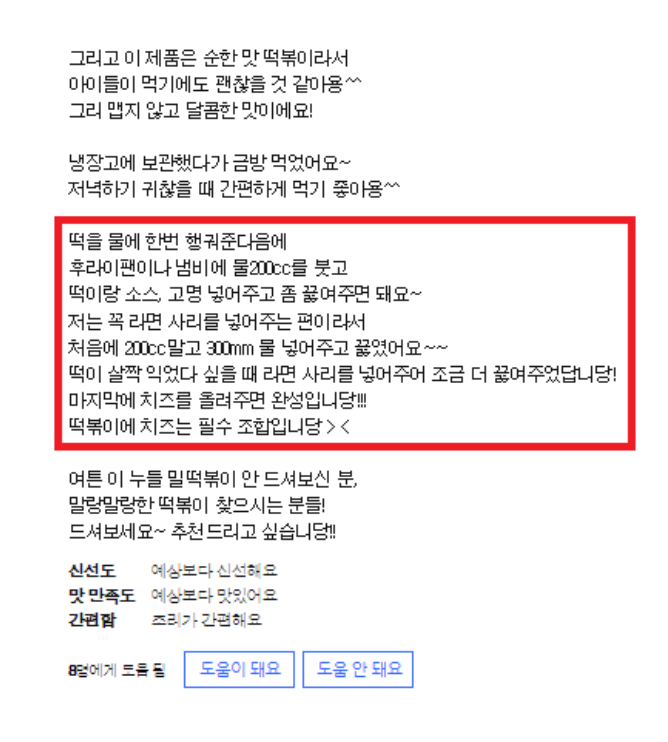 그리고 이 제품은 순한 맛 떡볶이라서
아이들이 먹기에도 괜찮을 것 같아용^^
그리 맵지 않고 달콤한 맛이에요!
냉장고에 보관했다가 금방 먹었어요~
저녁하기 귀찮을 때 간편하게 먹기 좋아용^^
떡을 물에 한번 행궈준다음에
후라이팬이나 냄비에 물200cc를 붓고
떡이랑 소스, 고명 넣어주고 좀 끓여주면 돼요~
저는 꼭 라면 사리를 넣어주는 편이라서
처음에 200cc말고 300mm 물 넣어주고 끓였어요~~
떡이 살짝 익었다 싶을 때 라면 사리를 넣어주어 조금 더 끓여주었답니당!
마지막에 치즈를 올려주면 완성입니당!!!
떡볶이에 치즈는 필수 조합입니당 > <
여튼 이 누들 밀떡볶이 안 드셔보신 분,
말랑말랑한 떡볶이 찾으시는 분들!
드셔보세요~ 추천드리고 싶습니당!!
신선도 예상보다 신선해요
맛 만족도 예상보다 맛있어요
간편함 조리가 간편해요
8명에게 도움 됨 도움이 돼요 도움 안 돼요